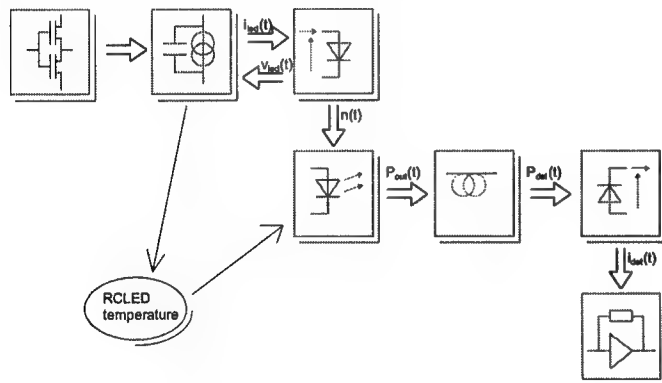 i_led(t)
v_led(t)
n(t)
P_out(t)
P_det(t)
i_det(t)
RCLED
temperature